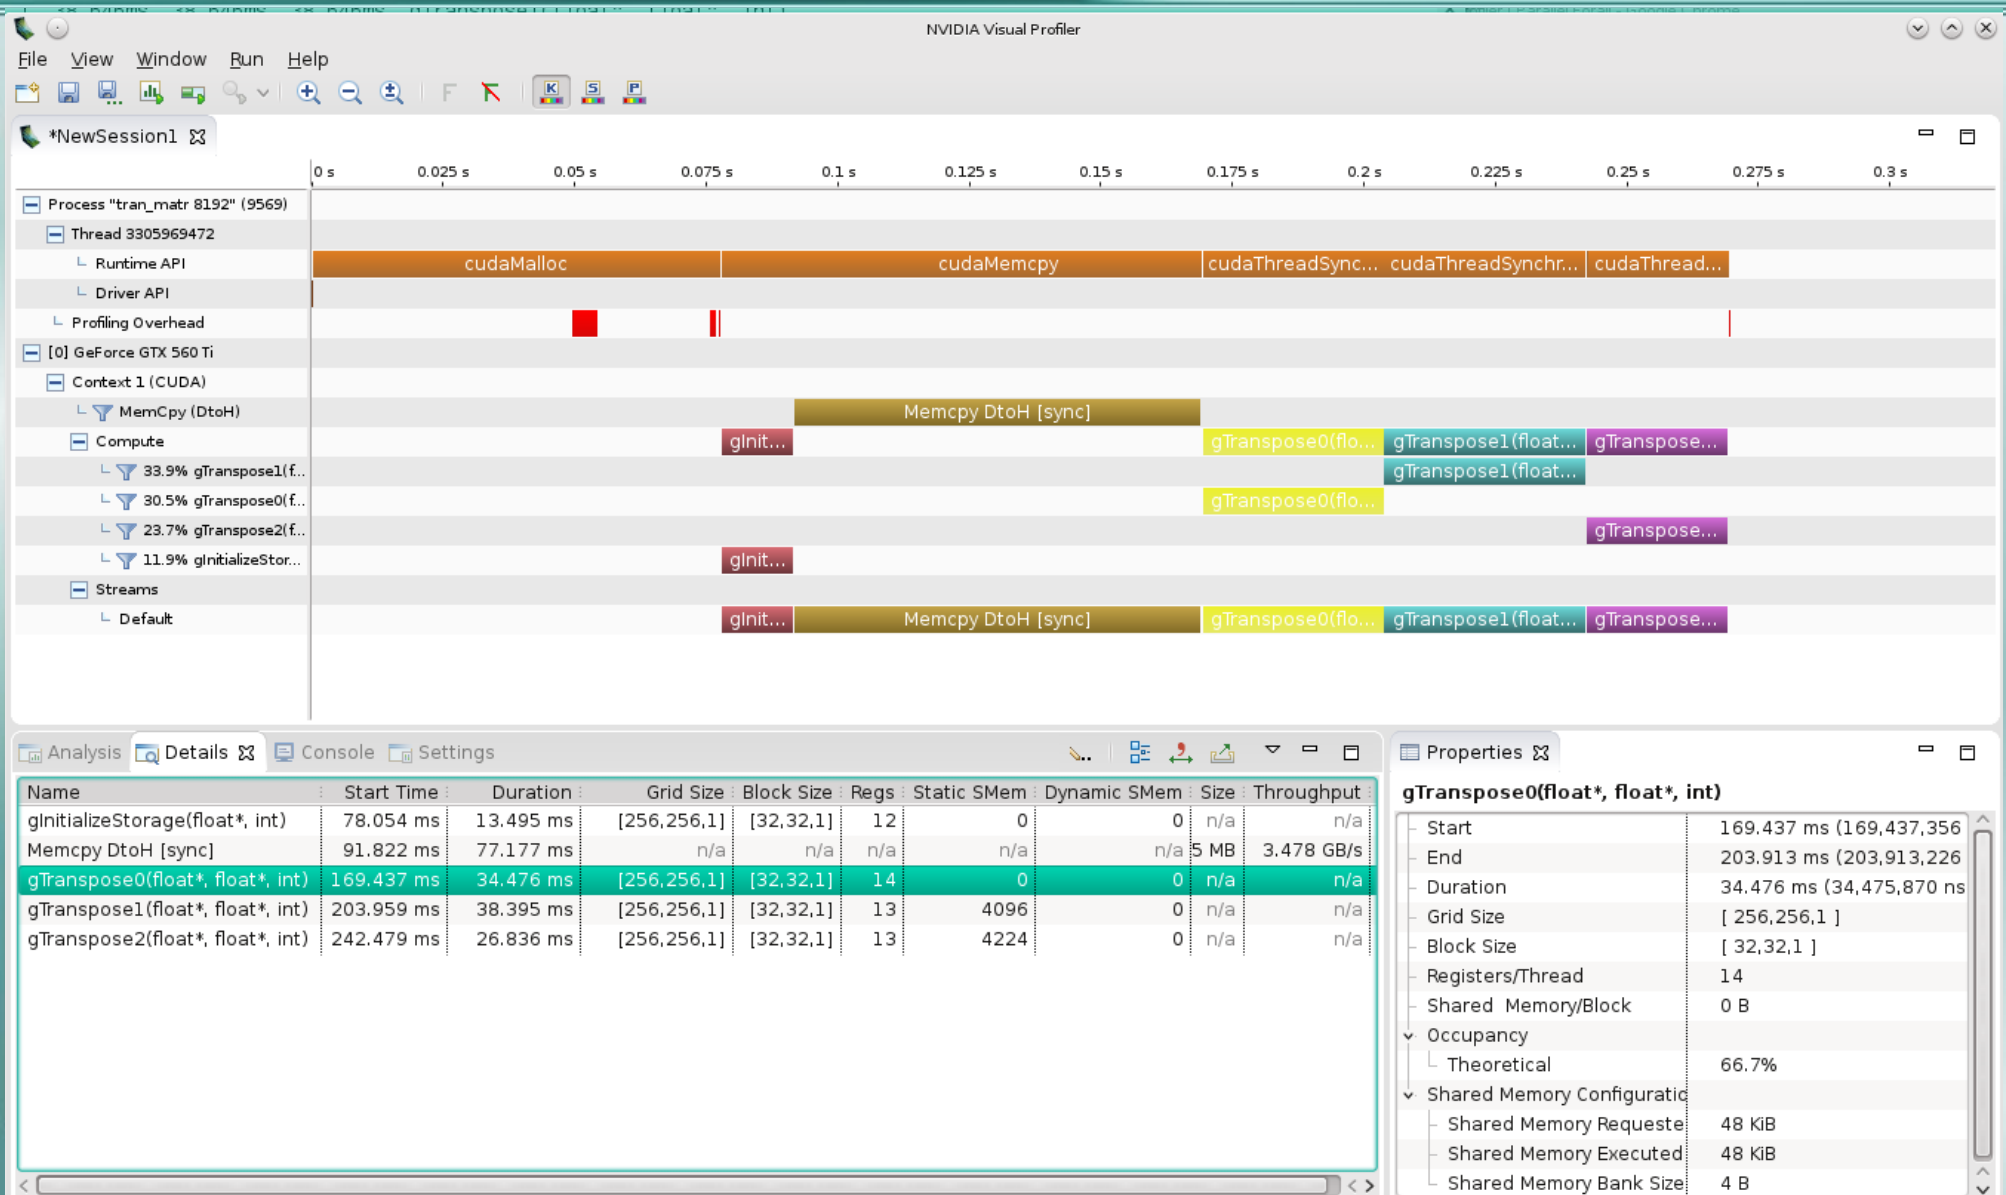 NVIDIA Visual Profiler
File View Window Run Help
*NewSession1
0 s 0.025 s 0.05 s 0.075 s 0.1 s 0.125 s 0.15 s 0.175 s 0.2 s 0.225 s 0.25 s 0.275 s 0.3 s
Process "tran_matr 8192" (9569)
Thread 3305969472
Runtime API cudaMalloc cudaMemcpy cudaThreadSync... cudaThreadSynchr... cudaThread...
Driver API
Profiling Overhead
[0] GeForce GTX 560 Ti
Context 1 (CUDA)
MemCpy (DtoH) Memcpy DtoH [sync]
Compute gInit... gTranspose0(flo... gTranspose1(float... gTranspose...
33.9% gTranspose1(f... gTranspose1(float...
30.5% gTranspose0(f... gTranspose0(flo...
23.7% gTranspose2(f... gTranspose...
11.9% gInitializeStor... gInit...
Streams
Default gInit... Memcpy DtoH [sync] gTranspose0(flo... gTranspose1(float... gTranspose...
Analysis Details Console Settings
Name Start Time Duration Grid Size Block Size Regs Static SMem Dynamic SMem Size Throughput
gInitializeStorage(float*, int) 78.054 ms 13.495 ms [256,256,1] [32,32,1] 12 0 0 n/a n/a
Memcpy DtoH [sync] 91.822 ms 77.177 ms n/a n/a n/a n/a n/a 5 MB 3.478 GB/s
gTranspose0(float*, float*, int) 169.437 ms 34.476 ms [256,256,1] [32,32,1] 14 0 0 n/a n/a
gTranspose1(float*, float*, int) 203.959 ms 38.395 ms [256,256,1] [32,32,1] 13 4096 0 n/a n/a
gTranspose2(float*, float*, int) 242.479 ms 26.836 ms [256,256,1] [32,32,1] 13 4224 0 n/a n/a
Properties
gTranspose0(float*, float*, int)
Start 169.437 ms (169,437,356
End 203.913 ms (203,913,226
Duration 34.476 ms (34,475,870 ns
Grid Size [ 256,256,1 ]
Block Size [ 32,32,1 ]
Registers/Thread 14
Shared Memory/Block 0 B
Occupancy
Theoretical 66.7%
Shared Memory Configuratic
Shared Memory Requeste 48 KiB
Shared Memory Executed 48 KiB
Shared Memory Bank Size 4 B